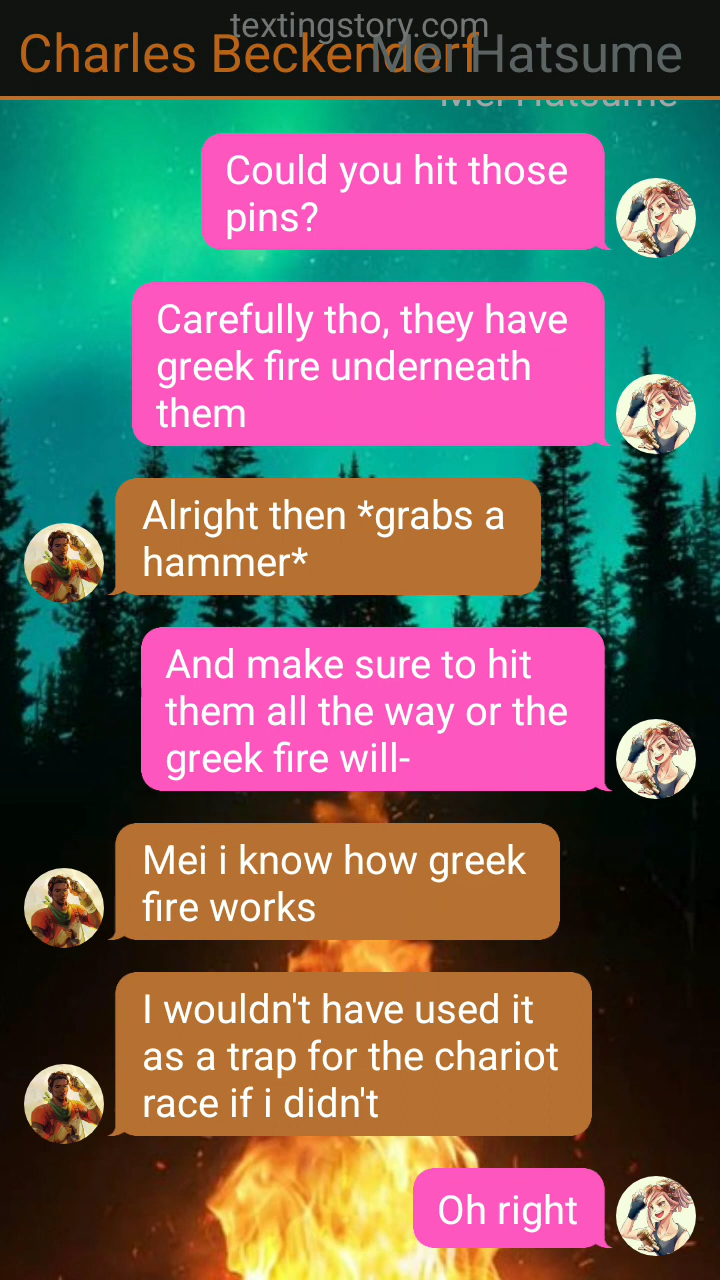 textingstory.com
Charles Beckendorf
Mei Hatsume
Mei Hatsume
Could you hit those
pins?
Carefully tho, they have
greek fire underneath
them
Alright then *grabs a
hammer*
And make sure to hit
them all the way or the
greek fire will-
Mei i know how greek
fire works
I wouldn't have used it
as a trap for the chariot
race if i didn't
Oh right